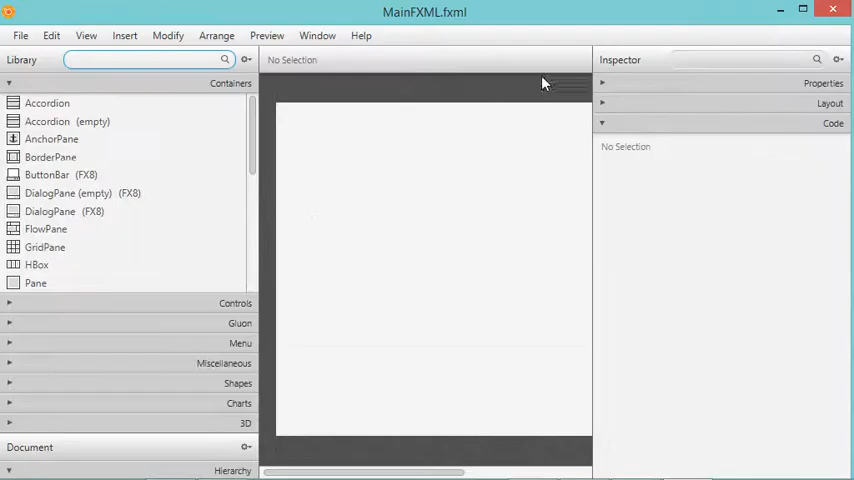 MainFXML.fxml
File Edit View Insert Modify Arrange Preview Window Help
Library
No Selection
Inspector
Containers
Properties
Accordion
Layout
Accordion (empty)
Code
AnchorPane
No Selection
BorderPane
ButtonBar (FX8)
DialogPane (empty) (FX8)
DialogPane (FX8)
FlowPane
GridPane
HBox
Pane
Controls
Gluon
Menu
Miscellaneous
Shapes
Charts
3D
Document
Hierarchy